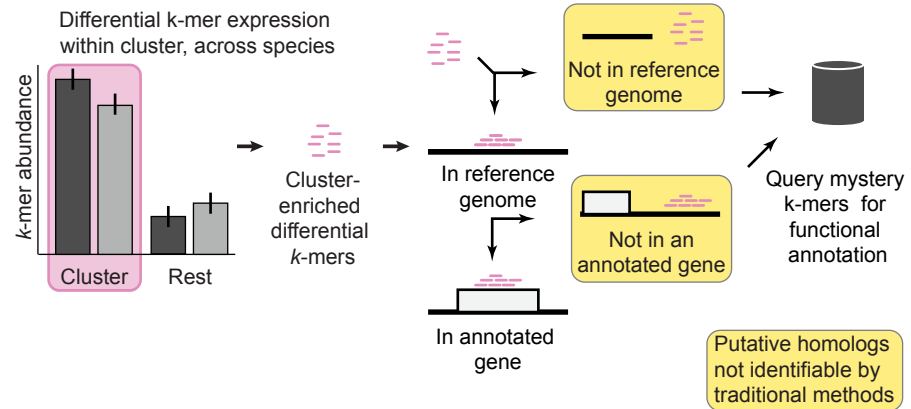 Differential k-mer expression
within cluster, across species
k-mer abundance
Cluster
Rest
Cluster-
enriched
differential
k-mers
In reference
genome
In annotated
gene
Not in reference
genome
Not in an
annotated gene
Query mystery
k-mers for
functional
annotation
Putative homologs
not identifiable by
traditional methods